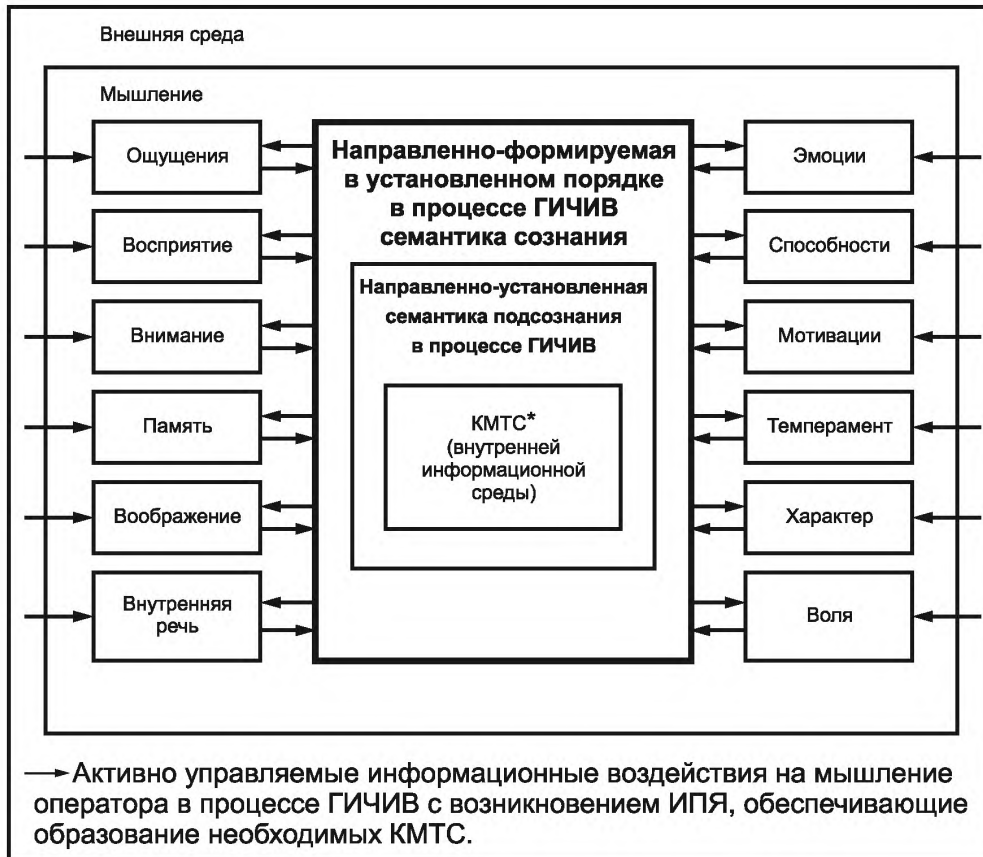 Внешняя среда
Мышление
Ощущения
Восприятие
Внимание
Память
Воображение
Внутренняя
речь
Направленно-формируемая
в установленном порядке
в процессе ГИЧИВ
семантика сознания
Направленно-установленная
семантика подсознания
в процессе ГИЧИВ
КМТС*
(внутренней
информационной
среды)
Эмоции
Способности
Мотивации
Темперамент
Характер
Воля
Активно управляемые информационные воздействия на мышление
оператора в процессе ГИЧИВ с возникновением ИПЯ, обеспечивающие
образование необходимых КМТС.